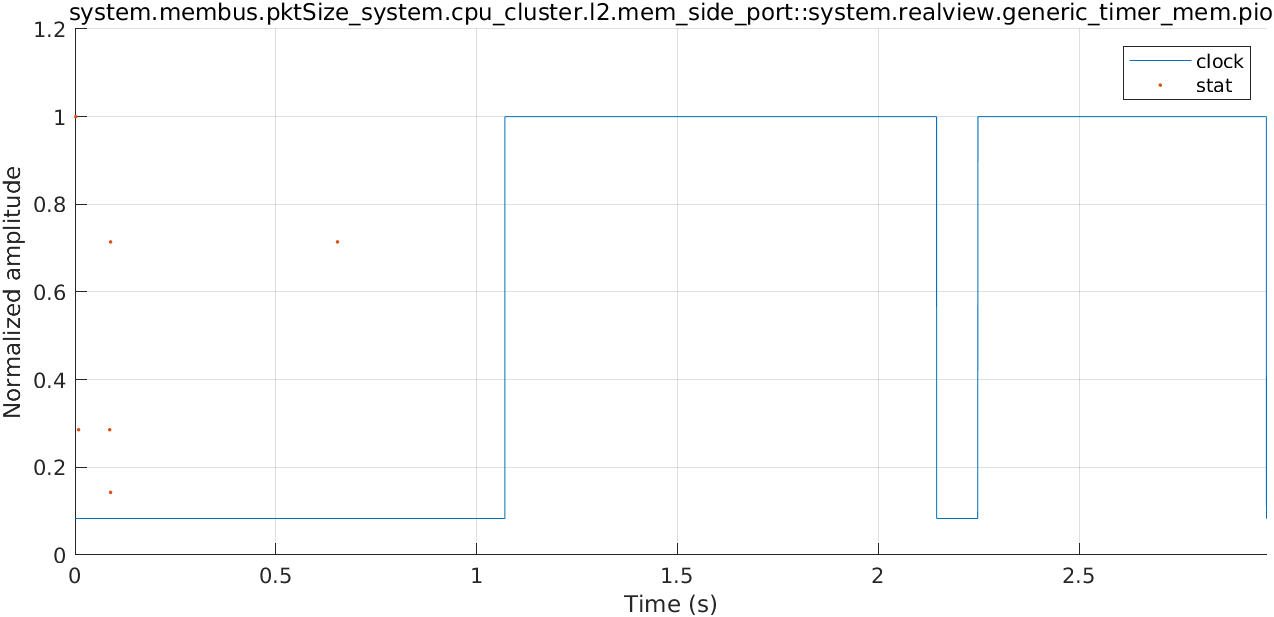 system.membus.pktSize_system.cpu_cluster.l2.mem_side_port::system.realview.generic_timer_mem.pio
1.2
1
0.8
0.6
0.4
0.2
0
Normalized amplitude
clock
stat
0 0.5 1 1.5 2 2.5
Time (s)